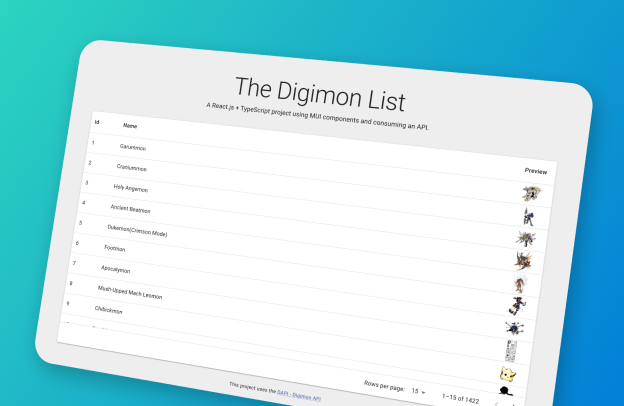 The Digimon List
A React.js + TypeScript project using MUI components and consuming an API.
Id Name Preview
1 Garummon
2 Craniummon
3 Holy Angemon
4 Ancient Beatmon
5 Dukemon(Crimson Mode)
6 Footmon
7 Apocalymon
8 Mush-Upped Mach Leomon
9 Chibickmon
Rows per page: 15 1–15 of 1422
This project uses the DAPI - Digimon API